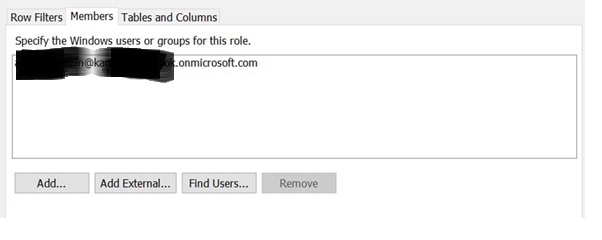 Row Filters Members Tables and Columns
Specify the Windows users or groups for this role.
.onmicrosoft.com
Add... Add External... Find Users... Remove